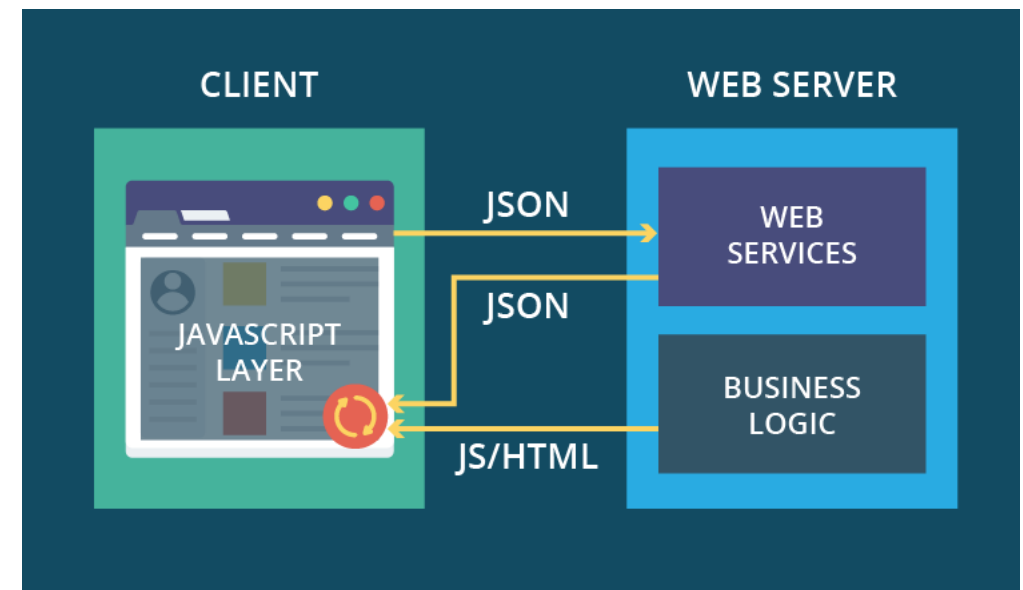 CLIENT
WEB SERVER
JSON
WEB
SERVICES
JSON
JAVASCRIPT
LAYER
BUSINESS
LOGIC
JS/HTML